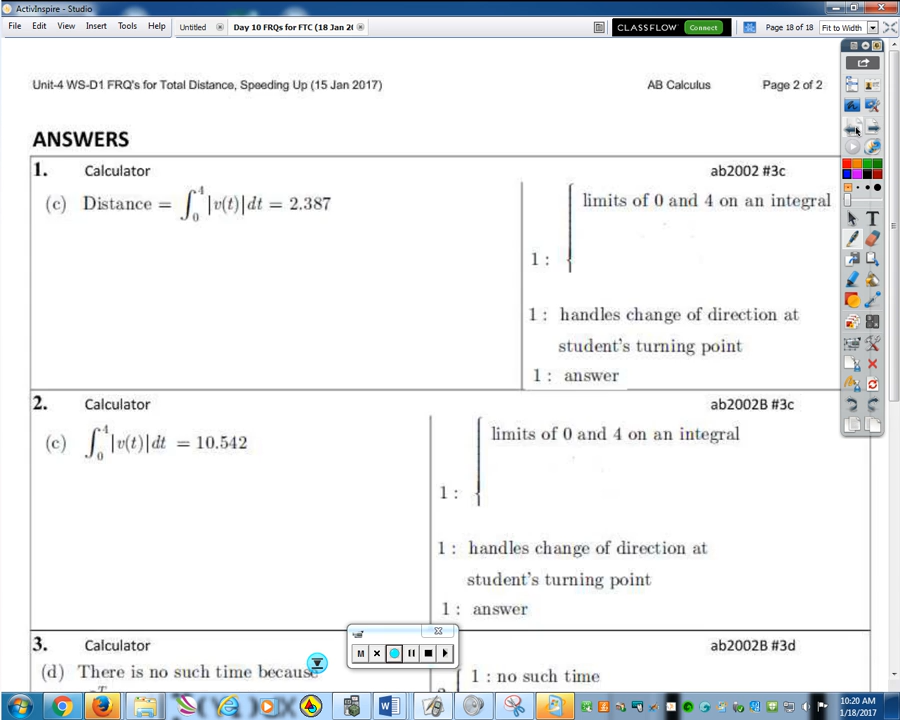 ActivInspire - Studio
File Edit View Insert Tools Help Untitled Day 10 FRQs for FTC (18 Jan 20 CLASSFLOW Connect Page 18 of 18 Fit to Width
Unit-4 WS-D1 FRQ's for Total Distance, Speeding Up (15 Jan 2017) AB Calculus Page 2 of 2
ANSWERS
1. Calculator ab2002 #3c
(c) Distance = ∫₀⁴ |v(t)| dt = 2.387
limits of 0 and 4 on an integral
1 :
1 : handles change of direction at
student's turning point
1 : answer
2. Calculator ab2002B #3c
(c) ∫₀⁴ |v(t)| dt = 10.542
limits of 0 and 4 on an integral
1 :
1 : handles change of direction at
student's turning point
1 : answer
3. Calculator ab2002B #3d
(d) There is no such time because
1 : no such time
M
10:20 AM
1/18/2017